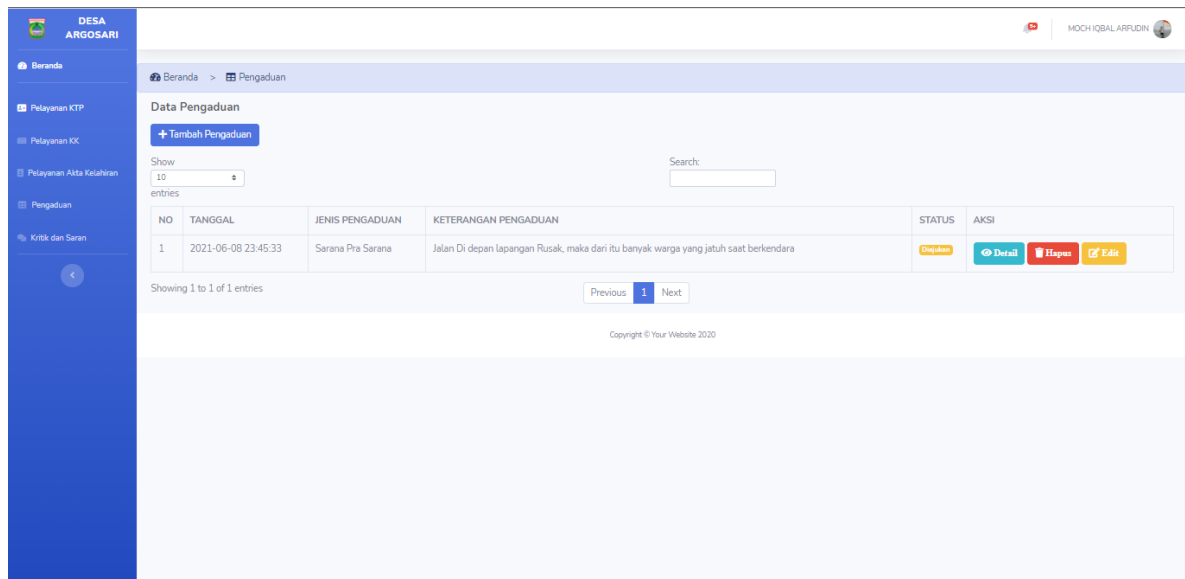 DESA
ARGOSARI
5+
MOCH IQBAL ARFUDIN
Beranda
Pelayanan KTP
Pelayanan KK
Pelayanan Akta Kelahiran
Pengaduan
Kritik dan Saran
Beranda > Pengaduan
Data Pengaduan
Tambah Pengaduan
Show
10
entries
Search:
NO TANGGAL JENIS PENGADUAN KETERANGAN PENGADUAN STATUS AKSI
1 2021-06-08 23:45:33 Sarana Pra Sarana Jalan Di depan lapangan Rusak, maka dari itu banyak warga yang jatuh saat berkendara Diajukan Detail Hapus Edit
Showing 1 to 1 of 1 entries
Previous 1 Next
Copyright © Your Website 2020